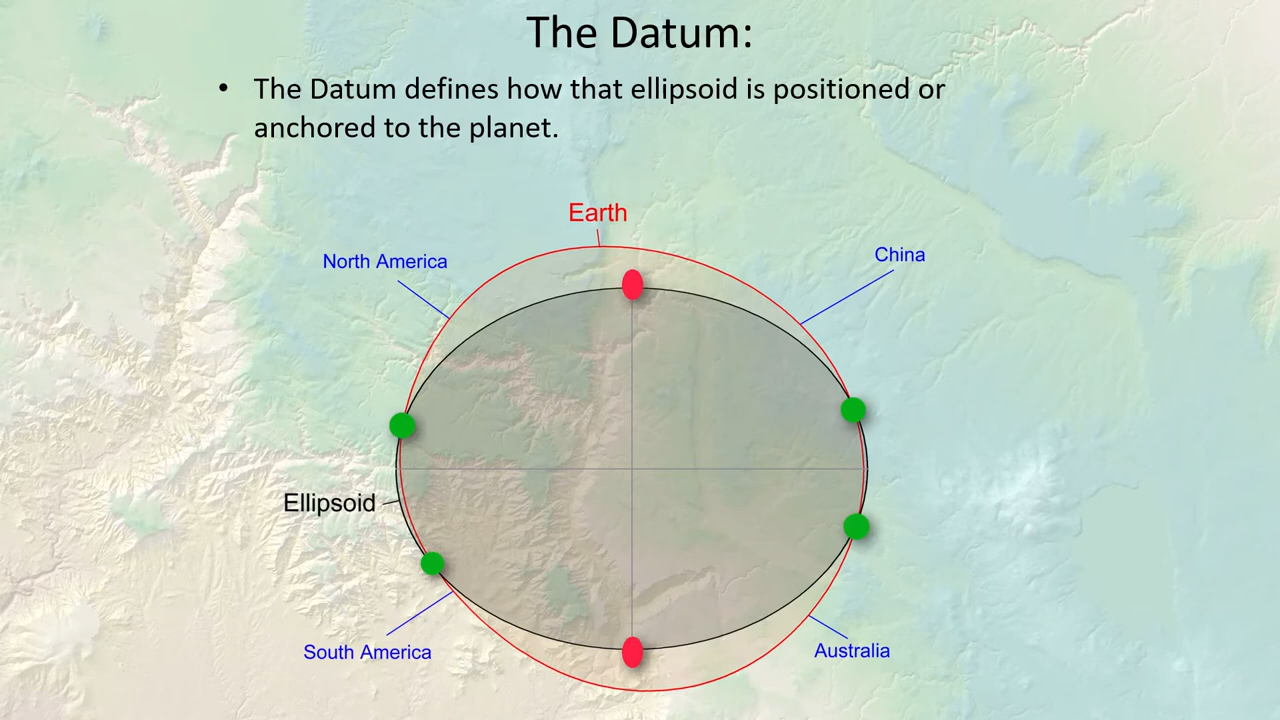 The Datum:
• The Datum defines how that ellipsoid is positioned or
anchored to the planet.
Earth
North America
China
Ellipsoid
South America
Australia